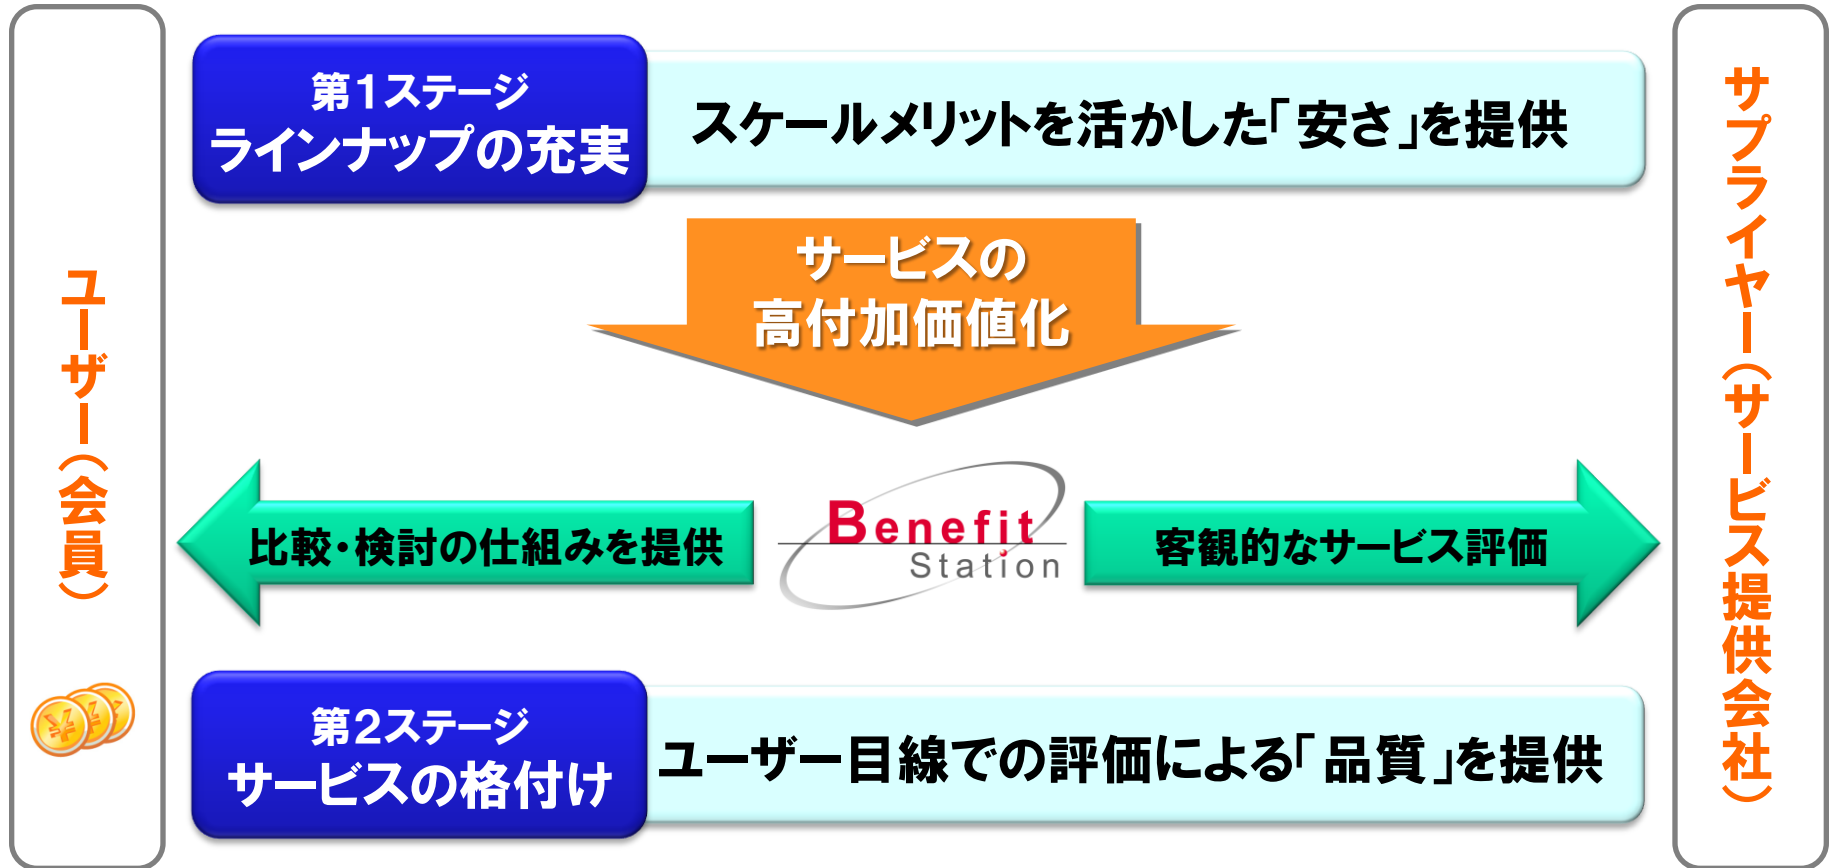 第1ステージ
ラインナップの充実
スケールメリットを活かした「安さ」を提供
サービスの
高付加価値化
ユーザー(会員)
サプライヤー(サービス提供会社)
比較・検討の仕組みを提供
Benefit
Station
客観的なサービス評価
¥ ¥ ¥
第2ステージ
サービスの格付け
ユーザー目線での評価による「品質」を提供